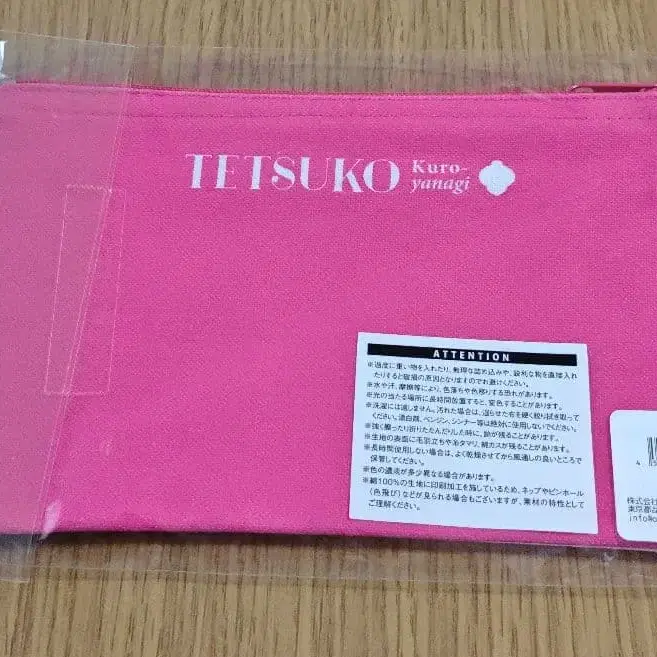 TETSUKO Kuro-
yanagi
ATTENTION
※過度に重い物を入れたり、無理な詰め込みや、鋭利な物を直接入れ
たりすると破損の原因となりますのでお避けください。
※水や汗、摩擦等により、色落ちや色移りする恐れがあります。
※光の当たる場所に長時間放置すると、変色することがあります。
※洗濯には適しません。汚れた場合は、湿らせた布を硬く絞り拭き取って
ください。漂白剤、ベンジン、シンナー等は絶対に使用しないでください。
※強く擦ったり折りたたんだりした時に、跡が残ることがあります。
※生地の表面に毛羽立ちや糸タマリ、綿カスが残ることがあります。
※長時間使用しない場合は、よく乾燥させてから風通しの良いところで
保管してください。
※色の濃淡が多少異なる場合があります。
※綿100%の生地に印刷加工を施しているため、ネップやピンホール
(色飛び)などが見られる場合もございますが、素材の特性として
ご理解ください。
株式会社
東京都
info@